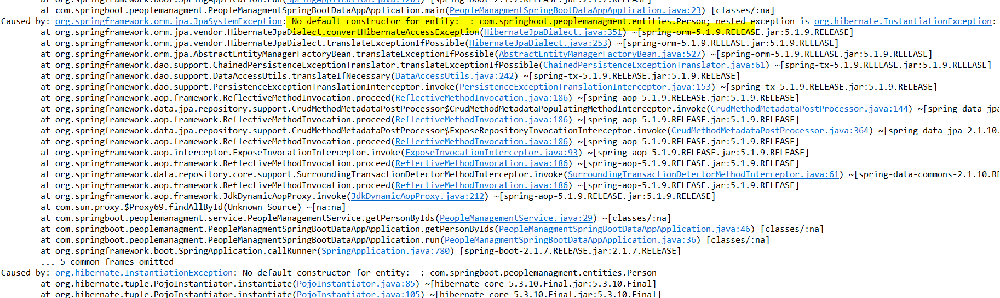 at org.springframework.boot.SpringApplication.run(SpringApplication.java:1205) [spring-boot-2.1.7.RELEASE.jar:2.1.7.RELEASE]
at com.springboot.peoplemanagment.PeopleManagmentSpringBootDataAppApplication.main(PeopleManagmentSpringBootDataAppApplication.java:23) [classes/:na]
Caused by: org.springframework.orm.jpa.JpaSystemException: No default constructor for entity:  : com.springboot.peoplemanagment.entities.Person; nested exception is org.hibernate.InstantiationException:
at org.springframework.orm.jpa.vendor.HibernateJpaDialect.convertHibernateAccessException(HibernateJpaDialect.java:351) ~[spring-orm-5.1.9.RELEASE.jar:5.1.9.RELEASE]
at org.springframework.orm.jpa.vendor.HibernateJpaDialect.translateExceptionIfPossible(HibernateJpaDialect.java:253) ~[spring-orm-5.1.9.RELEASE.jar:5.1.9.RELEASE]
at org.springframework.orm.jpa.AbstractEntityManagerFactoryBean.translateExceptionIfPossible(AbstractEntityManagerFactoryBean.java:527) ~[spring-orm-5.1.9.RELEASE.jar:5.1.9.RELEASE]
at org.springframework.dao.support.ChainedPersistenceExceptionTranslator.translateExceptionIfPossible(ChainedPersistenceExceptionTranslator.java:61) ~[spring-tx-5.1.9.RELEASE.jar:5.1.9.RELEASE]
at org.springframework.dao.support.DataAccessUtils.translateIfNecessary(DataAccessUtils.java:242) ~[spring-tx-5.1.9.RELEASE.jar:5.1.9.RELEASE]
at org.springframework.dao.support.PersistenceExceptionTranslationInterceptor.invoke(PersistenceExceptionTranslationInterceptor.java:153) ~[spring-tx-5.1.9.RELEASE.jar:5.1.9.RELEASE]
at org.springframework.aop.framework.ReflectiveMethodInvocation.proceed(ReflectiveMethodInvocation.java:186) ~[spring-aop-5.1.9.RELEASE.jar:5.1.9.RELEASE]
at org.springframework.data.jpa.repository.support.CrudMethodMetadataPostProcessor$CrudMethodMetadataPopulatingMethodInterceptor.invoke(CrudMethodMetadataPostProcessor.java:144) ~[spring-data-jpa
at org.springframework.aop.framework.ReflectiveMethodInvocation.proceed(ReflectiveMethodInvocation.java:186) ~[spring-aop-5.1.9.RELEASE.jar:5.1.9.RELEASE]
at org.springframework.data.jpa.repository.support.CrudMethodMetadataPostProcessor$ExposeRepositoryInvocationInterceptor.invoke(CrudMethodMetadataPostProcessor.java:364) ~[spring-data-jpa-2.1.10.
at org.springframework.aop.framework.ReflectiveMethodInvocation.proceed(ReflectiveMethodInvocation.java:186) ~[spring-aop-5.1.9.RELEASE.jar:5.1.9.RELEASE]
at org.springframework.aop.interceptor.ExposeInvocationInterceptor.invoke(ExposeInvocationInterceptor.java:93) ~[spring-aop-5.1.9.RELEASE.jar:5.1.9.RELEASE]
at org.springframework.aop.framework.ReflectiveMethodInvocation.proceed(ReflectiveMethodInvocation.java:186) ~[spring-aop-5.1.9.RELEASE.jar:5.1.9.RELEASE]
at org.springframework.data.repository.core.support.SurroundingTransactionDetectorMethodInterceptor.invoke(SurroundingTransactionDetectorMethodInterceptor.java:61) ~[spring-data-commons-2.1.10.RE
at org.springframework.aop.framework.ReflectiveMethodInvocation.proceed(ReflectiveMethodInvocation.java:186) ~[spring-aop-5.1.9.RELEASE.jar:5.1.9.RELEASE]
at org.springframework.aop.framework.JdkDynamicAopProxy.invoke(JdkDynamicAopProxy.java:212) ~[spring-aop-5.1.9.RELEASE.jar:5.1.9.RELEASE]
at com.sun.proxy.$Proxy69.findAllById(Unknown Source) ~[na:na]
at com.springboot.peoplemanagment.service.PeopleManagementService.getPersonByIds(PeopleManagementService.java:29) ~[classes/:na]
at com.springboot.peoplemanagment.PeopleManagmentSpringBootDataAppApplication.getPersonByIds(PeopleManagmentSpringBootDataAppApplication.java:46) [classes/:na]
at com.springboot.peoplemanagment.PeopleManagmentSpringBootDataAppApplication.run(PeopleManagmentSpringBootDataAppApplication.java:36) [classes/:na]
at org.springframework.boot.SpringApplication.callRunner(SpringApplication.java:780) [spring-boot-2.1.7.RELEASE.jar:2.1.7.RELEASE]
... 5 common frames omitted
Caused by: org.hibernate.InstantiationException: No default constructor for entity:  : com.springboot.peoplemanagment.entities.Person
at org.hibernate.tuple.PojoInstantiator.instantiate(PojoInstantiator.java:85) ~[hibernate-core-5.3.10.Final.jar:5.3.10.Final]
at org.hibernate.tuple.PojoInstantiator.instantiate(PojoInstantiator.java:105) ~[hibernate-core-5.3.10.Final.jar:5.3.10.Final]